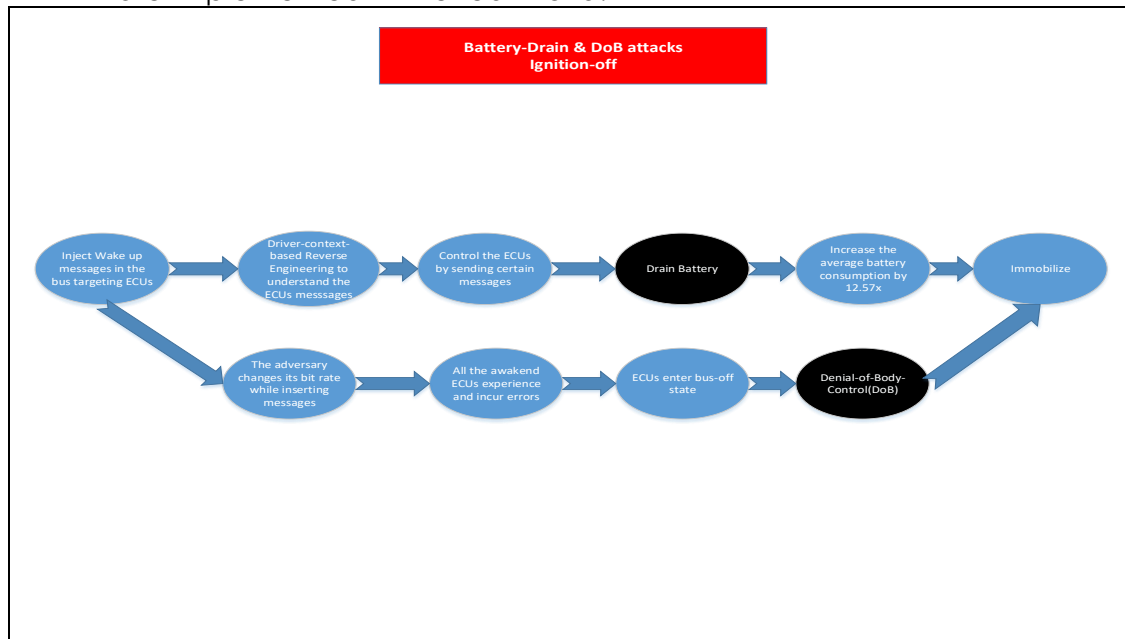 Battery-Drain & DoB attacks
Ignition-off
Inject Wake up
messages in the
bus targeting ECUs
Driver-context-
based Reverse
Engineering to
understand the
ECUs messsages
Control the ECUs
by sending certain
messages
Drain Battery
Increase the
average battery
consumption by
12.57x
Immobilize
The adversary
changes its bit rate
while inserting
messages
All the awakend
ECUs experience
and incur errors
ECUs enter bus-off
state
Denial-of-Body-
Control(DoB)